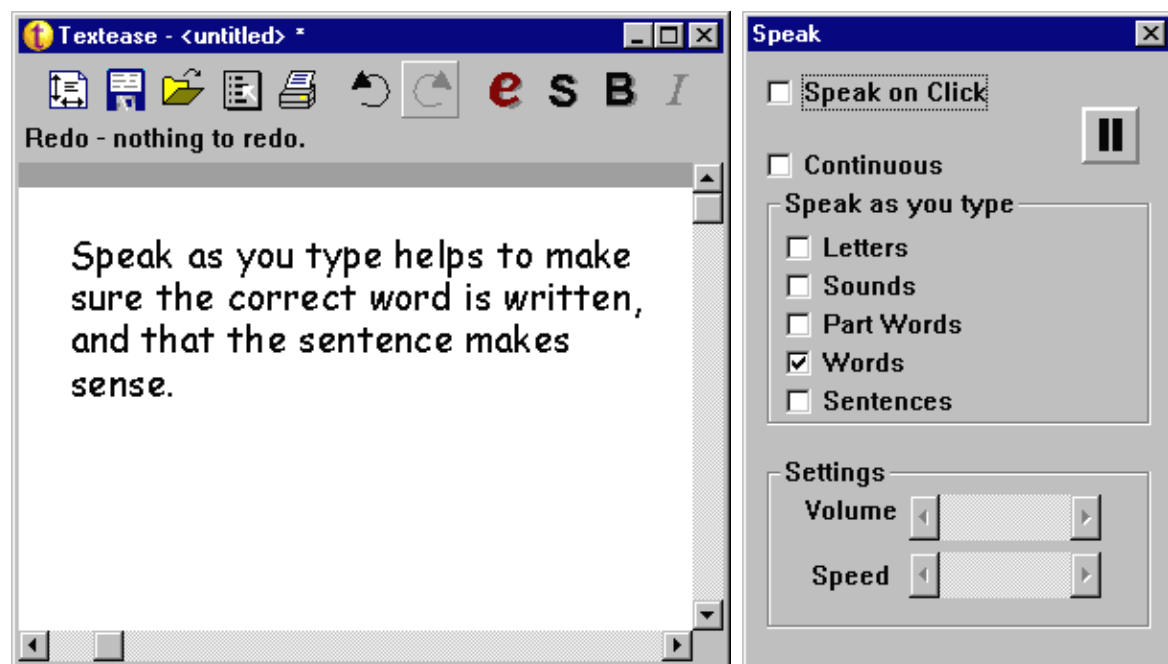 Textease - <untitled> *
e S B I
Redo - nothing to redo.
Speak as you type helps to make
sure the correct word is written,
and that the sentence makes
sense.
Speak
Speak on Click
Continuous
Speak as you type
Letters
Sounds
Part Words
Words
Sentences
Settings
Volume
Speed